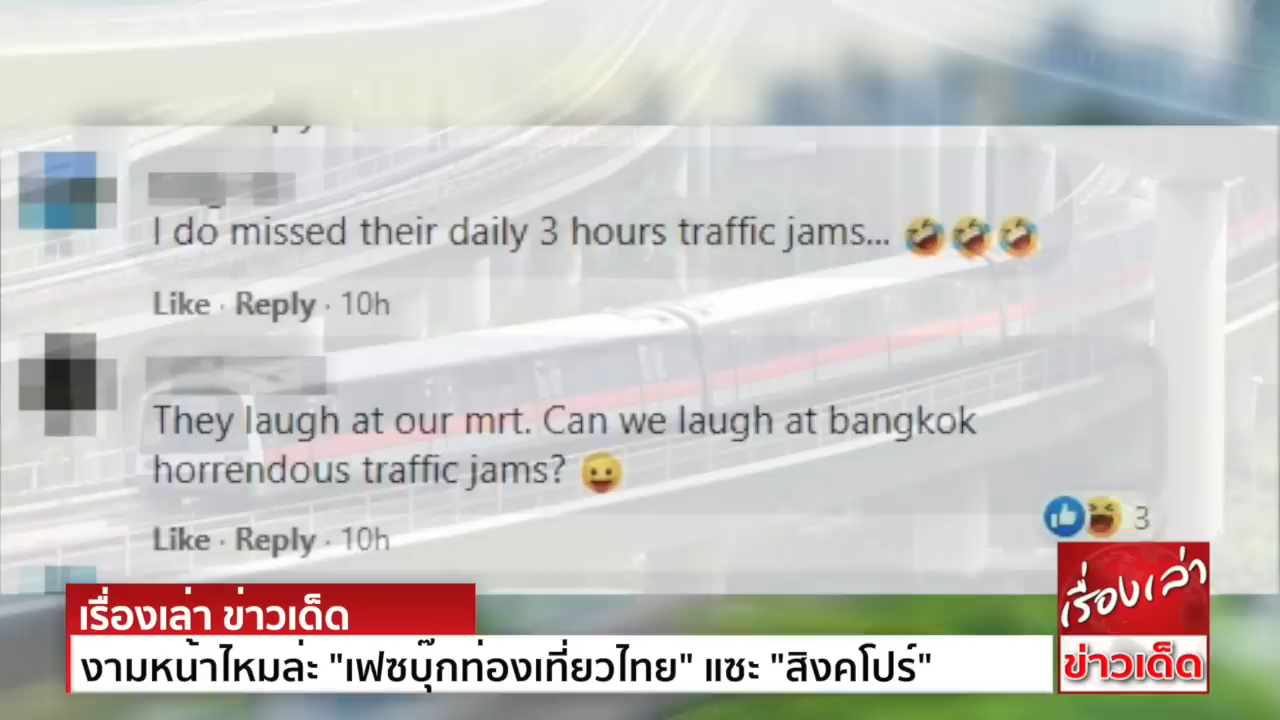 I do missed their daily 3 hours traffic jams... 🤣🤣🤣
Like · Reply · 10h
They laugh at our mrt. Can we laugh at bangkok
horrendous traffic jams? 😀
Like · Reply · 10h
3
เรื่องเล่า ข่าวเด็ด
งามหน้าไหมล่ะ "เฟซบุ๊กท่องเที่ยวไทย" แซะ "สิงคโปร์"
เรื่องเล่า
ข่าวเด็ด